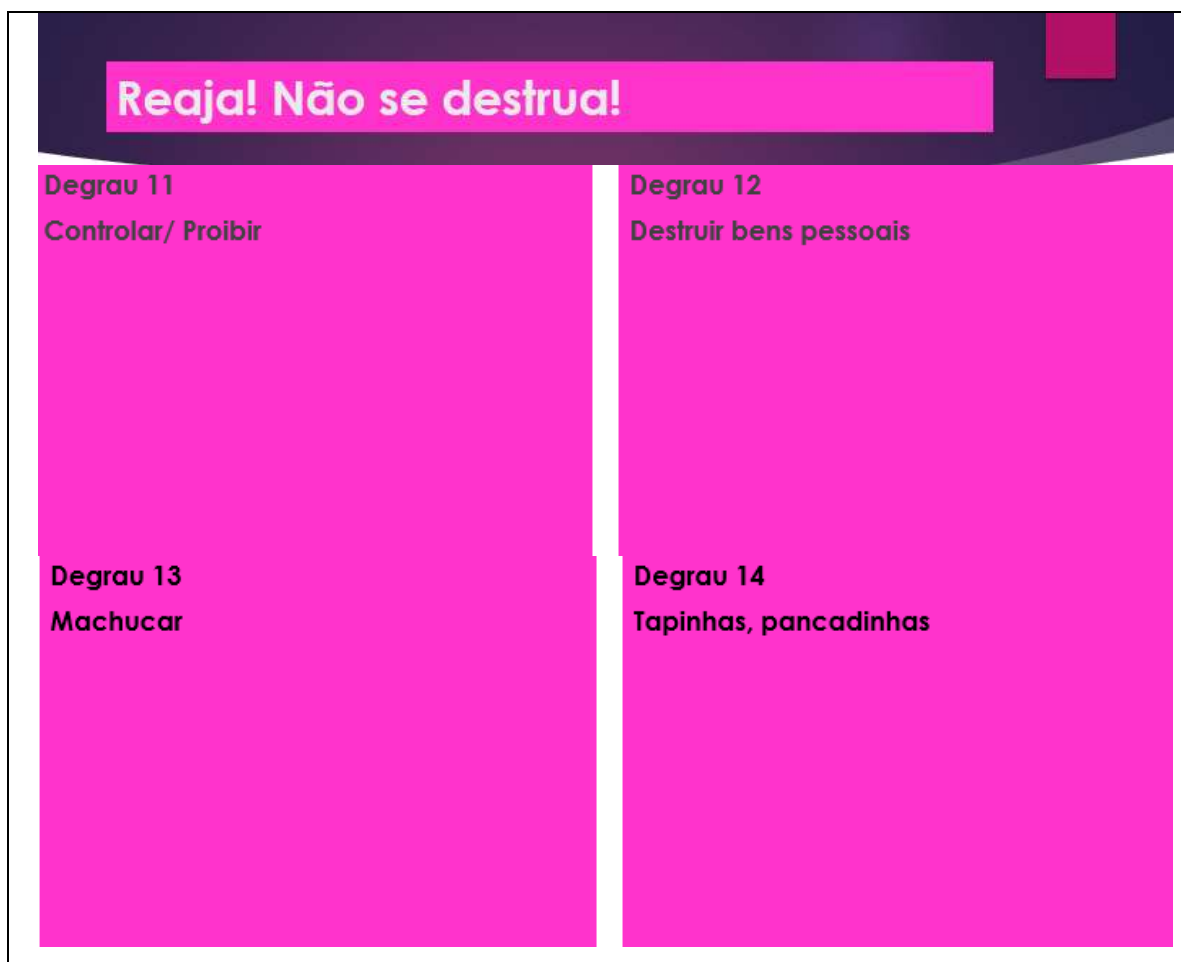 Reaja! Não se destrua!
Degrau 11
Controlar/ Proibir
Degrau 12
Destruir bens pessoais
Degrau 13
Machucar
Degrau 14
Tapinhas, pancadinhas